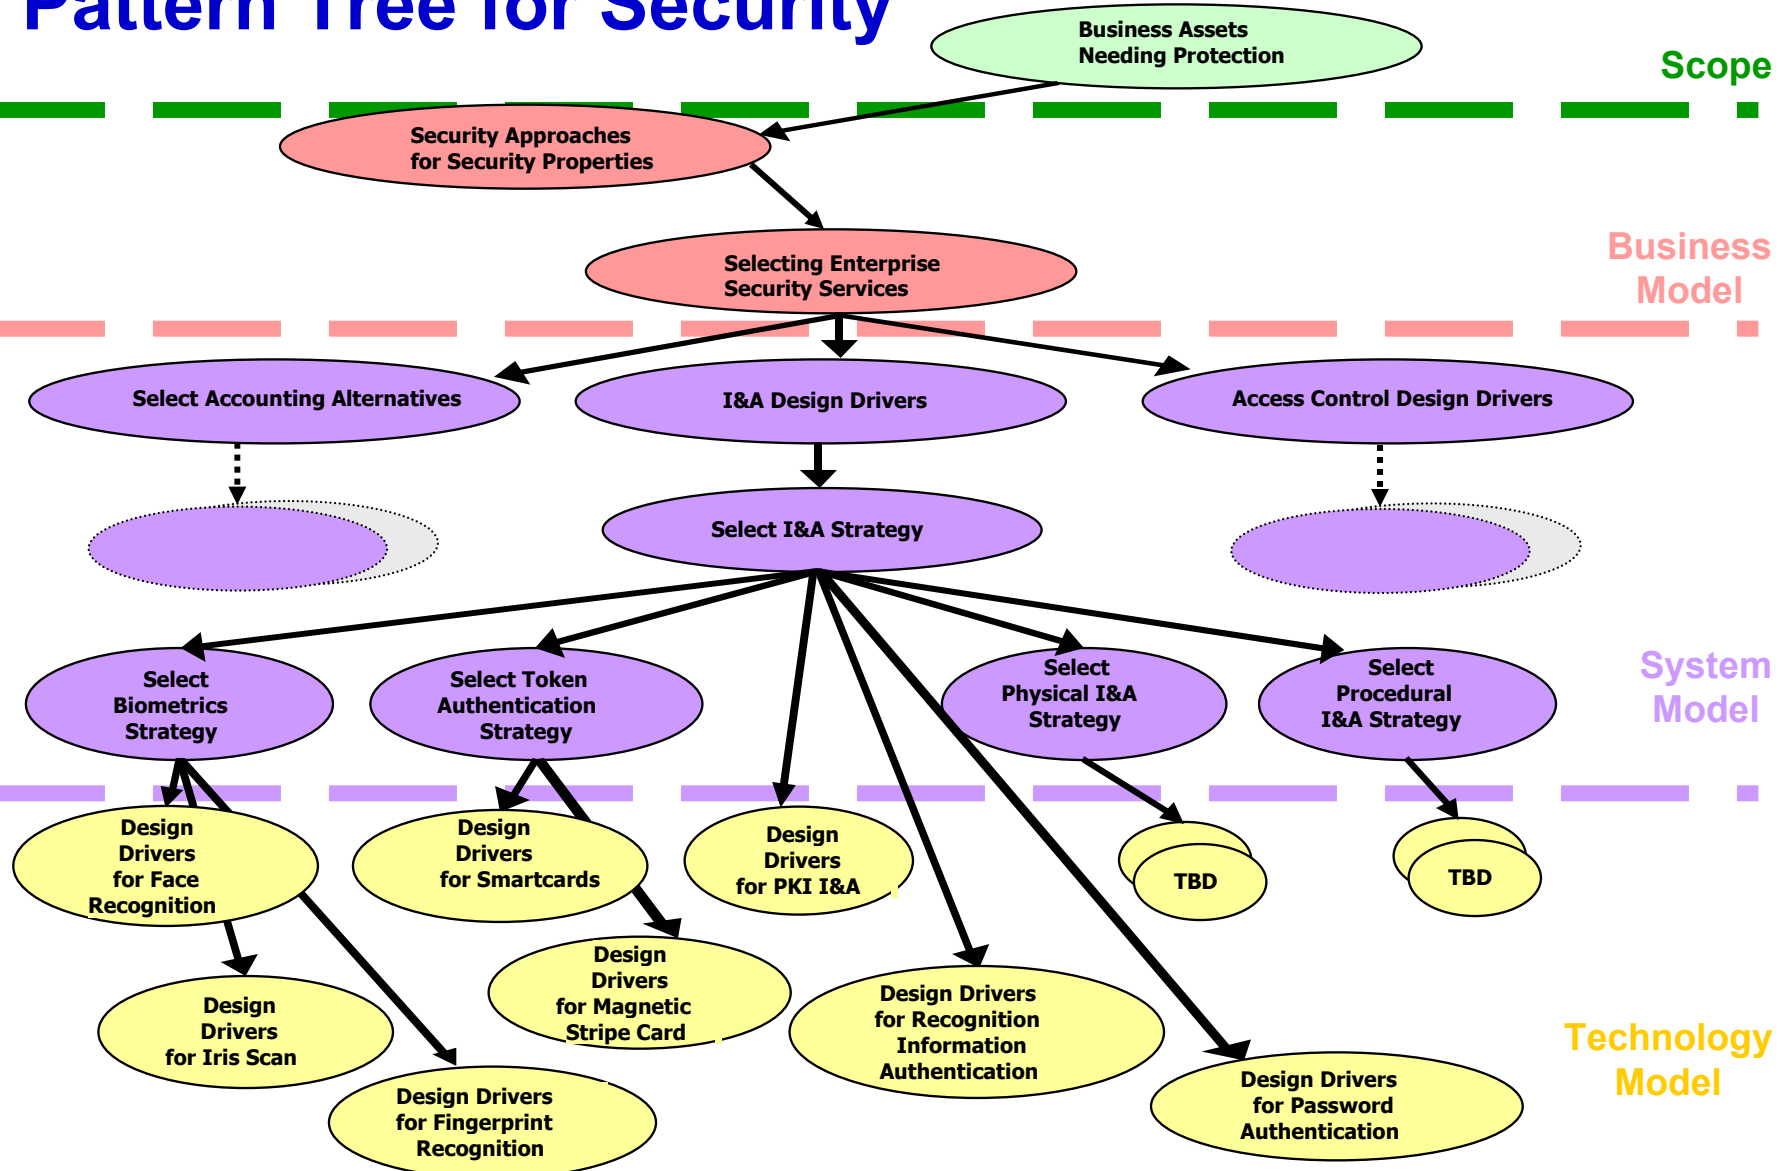 Pattern Tree for Security
Business Assets
Needing Protection
Scope
Security Approaches
for Security Properties
Business
Model
Selecting Enterprise
Security Services
Select Accounting Alternatives
I&A Design Drivers
Access Control Design Drivers
Select I&A Strategy
System
Model
Select
Biometrics
Strategy
Select Token
Authentication
Strategy
Select
Physical I&A
Strategy
Select
Procedural
I&A Strategy
Design
Drivers
for Face
Recognition
Design
Drivers
for Smartcards
Design
Drivers
for PKI I&A
TBD
TBD
Design
Drivers
for Iris Scan
Design
Drivers
for Magnetic
Stripe Card
Design Drivers
for Recognition
Information
Authentication
Technology
Model
Design Drivers
for Fingerprint
Recognition
Design Drivers
for Password
Authentication